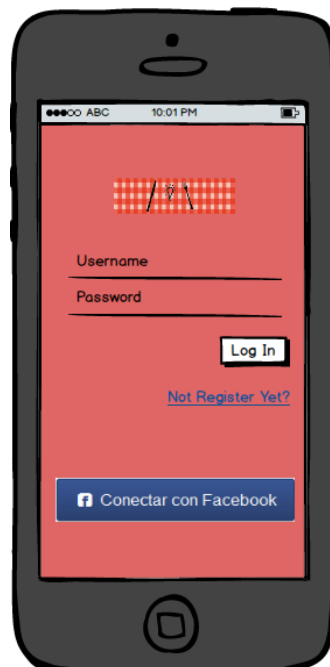 ABC 10:01 PM
Username
Password
Log In
Not Register Yet?
Conectar con Facebook